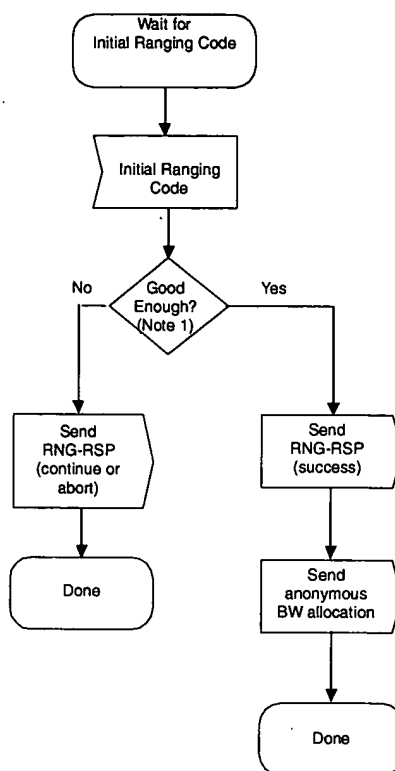 Wait for
Initial Ranging Code
Initial Ranging
Code
Good
Enough?
(Note 1)
No
Yes
Send
RNG-RSP
(continue or
abort)
Send
RNG-RSP
(success)
Done
Send
anonymous
BW allocation
Done